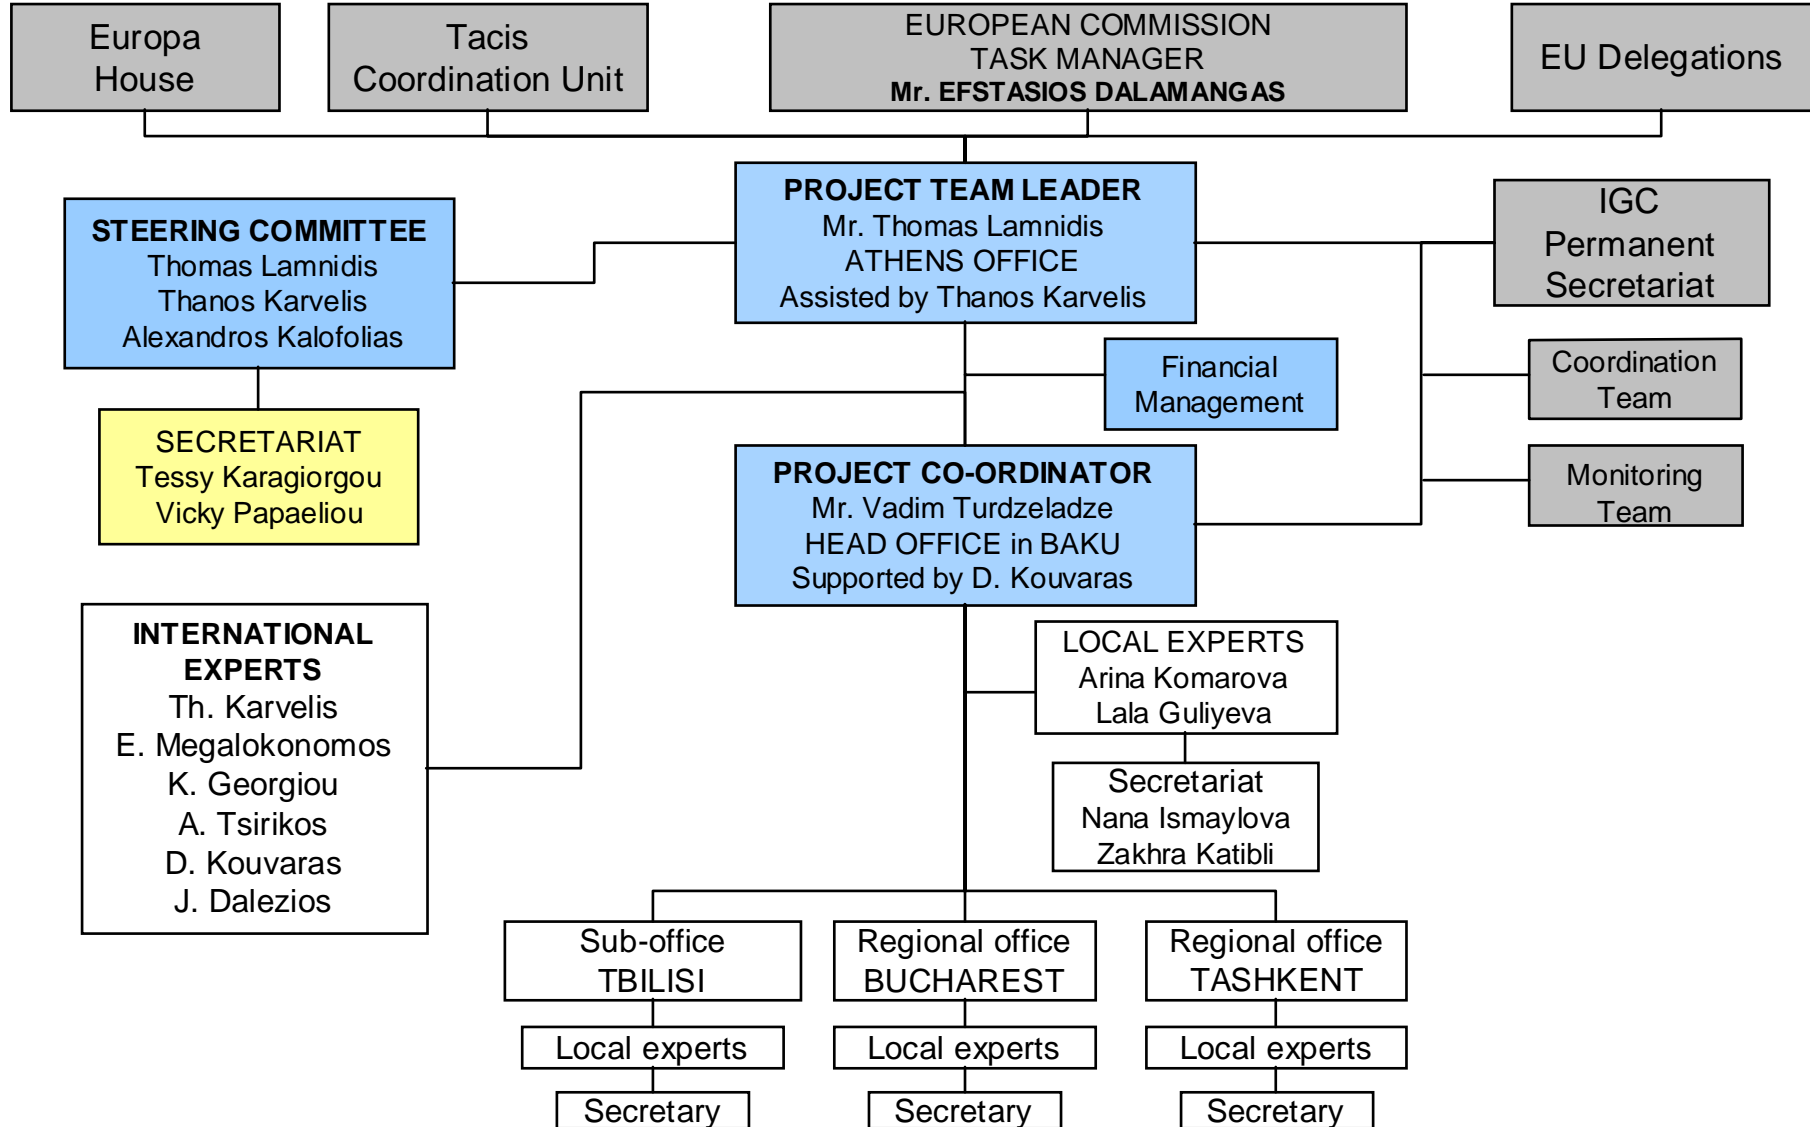 Europa
House
Tacis
Coordination Unit
EUROPEAN COMMISSION
TASK MANAGER
Mr. EFSTASIOS DALAMANGAS
EU Delegations
STEERING COMMITTEE
Thomas Lamnidis
Thanos Karvelis
Alexandros Kalofolias
PROJECT TEAM LEADER
Mr. Thomas Lamnidis
ATHENS OFFICE
Assisted by Thanos Karvelis
IGC
Permanent
Secretariat
Financial
Management
Coordination
Team
SECRETARIAT
Tessy Karagiorgou
Vicky Papaeliou
PROJECT CO-ORDINATOR
Mr. Vadim Turdzeladze
HEAD OFFICE in BAKU
Supported by D. Kouvaras
Monitoring
Team
INTERNATIONAL
EXPERTS
Th. Karvelis
E. Megalokonomos
K. Georgiou
A. Tsirikos
D. Kouvaras
J. Dalezios
LOCAL EXPERTS
Arina Komarova
Lala Guliyeva
Secretariat
Nana Ismaylova
Zakhra Katibli
Sub-office
TBILISI
Regional office
BUCHAREST
Regional office
TASHKENT
Local experts
Local experts
Local experts
Secretary
Secretary
Secretary